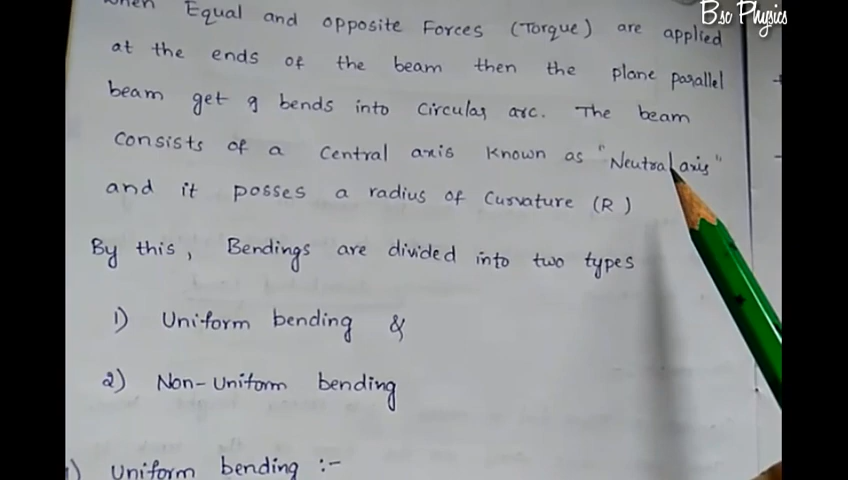 Bsc Physics
When Equal and opposite Forces (Torque) are applied
at the ends of the beam then the plane parallel
beam get g bends into Circular arc. The beam
Consists of a Central axis known as "Neutral axis"
and it posses a radius of Curvature (R)
By this, Bendings are divided into two types
1) Uniform bending &
2) Non-Uniform bending
1) Uniform bending :-